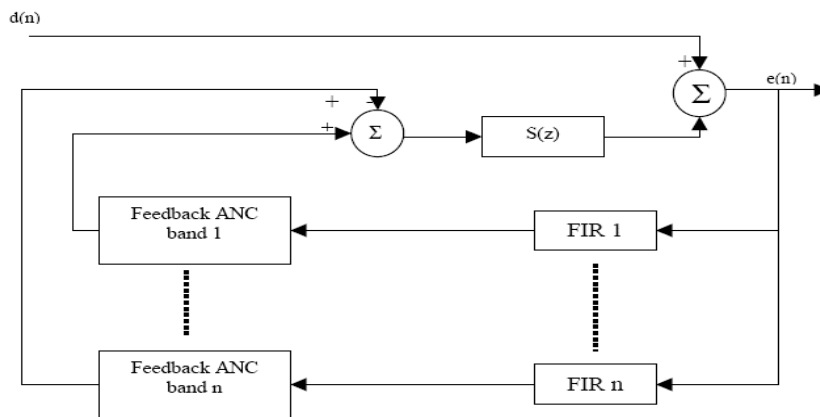 d(n)
+
e(n)
Σ
+ -
+
Σ
S(z)
Feedback ANC
band 1
FIR 1
Feedback ANC
band n
FIR n